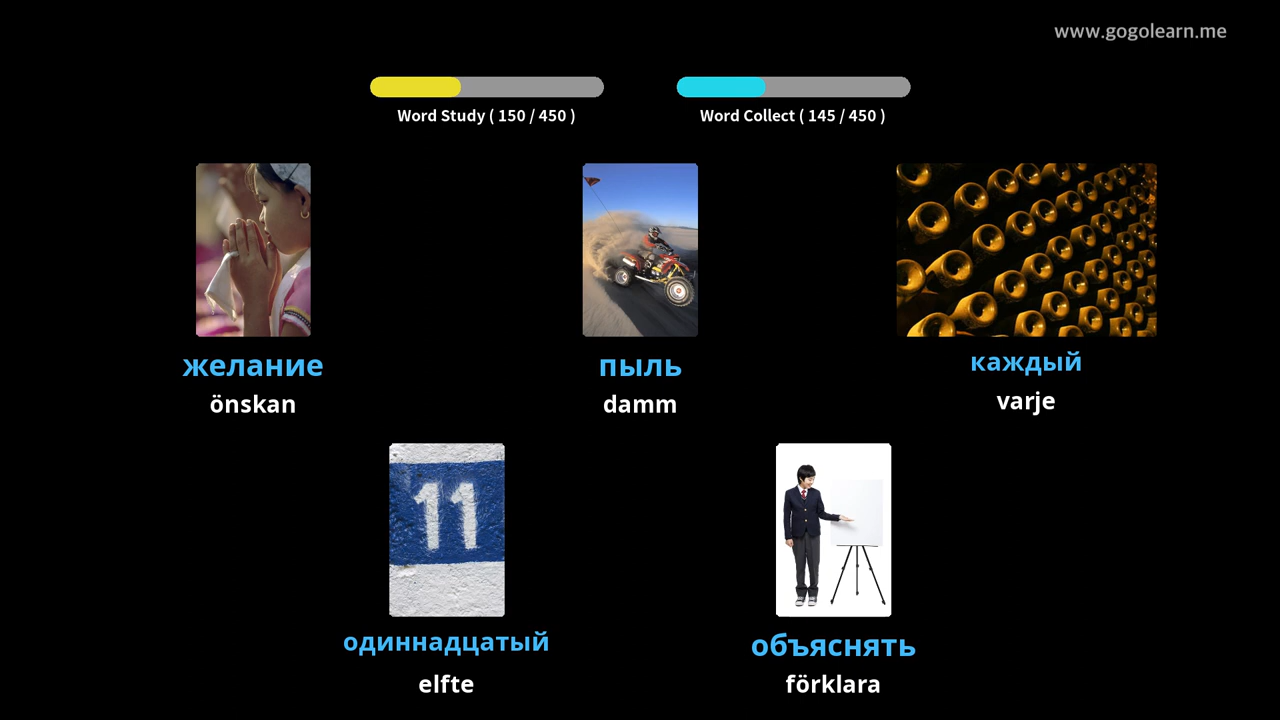 www.gogolearn.me
Word Study ( 150 / 450 )
Word Collect ( 145 / 450 )
желание
önskan
пыль
damm
каждый
varje
11
одиннадцатый
elfte
объяснять
förklara